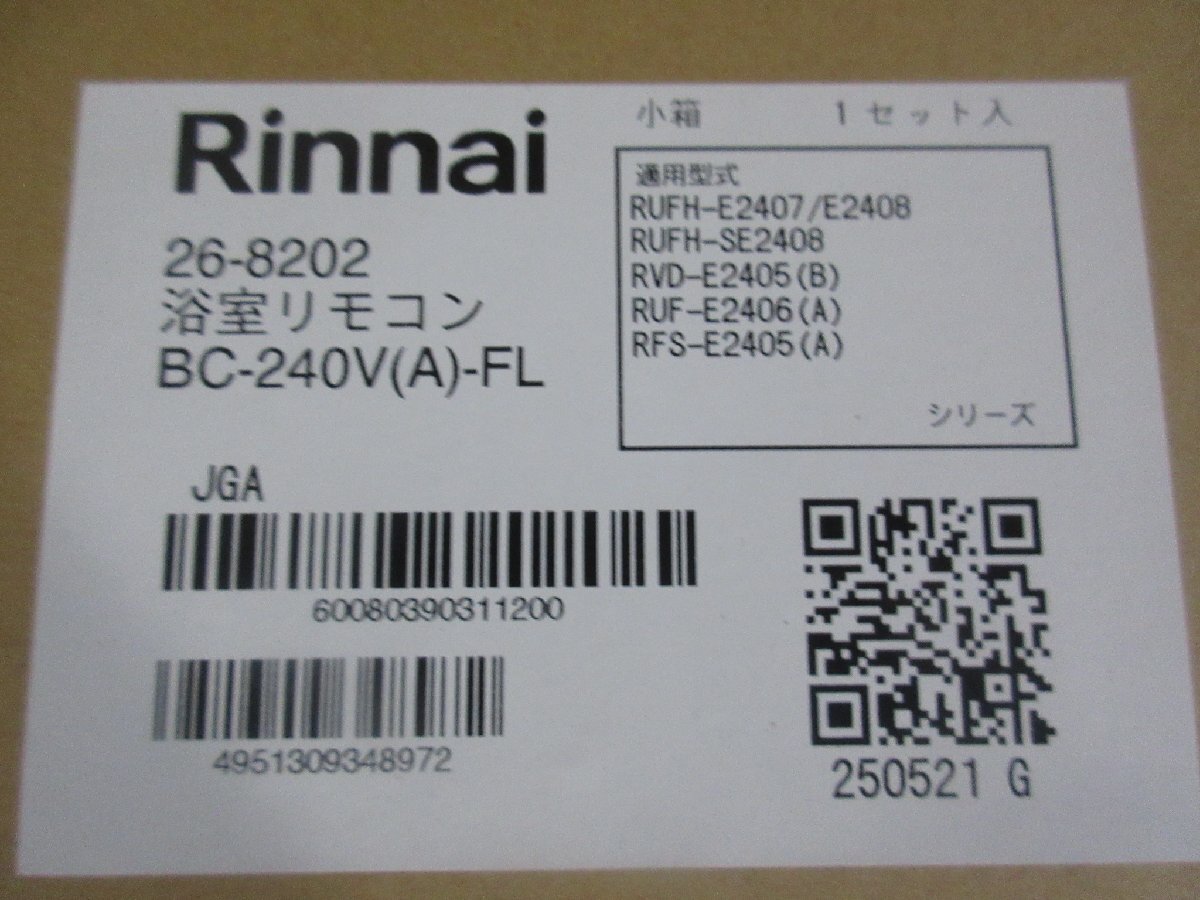 Rinnai
小箱 1セット入
26-8202
浴室リモコン
BC-240V(A)-FL
適用型式
RUFH-E2407/E2408
RUFH-SE2408
RVD-E2405(B)
RUF-E2406(A)
RFS-E2405(A)
シリーズ
JGA
60080390311200
4951309348972
250521 G